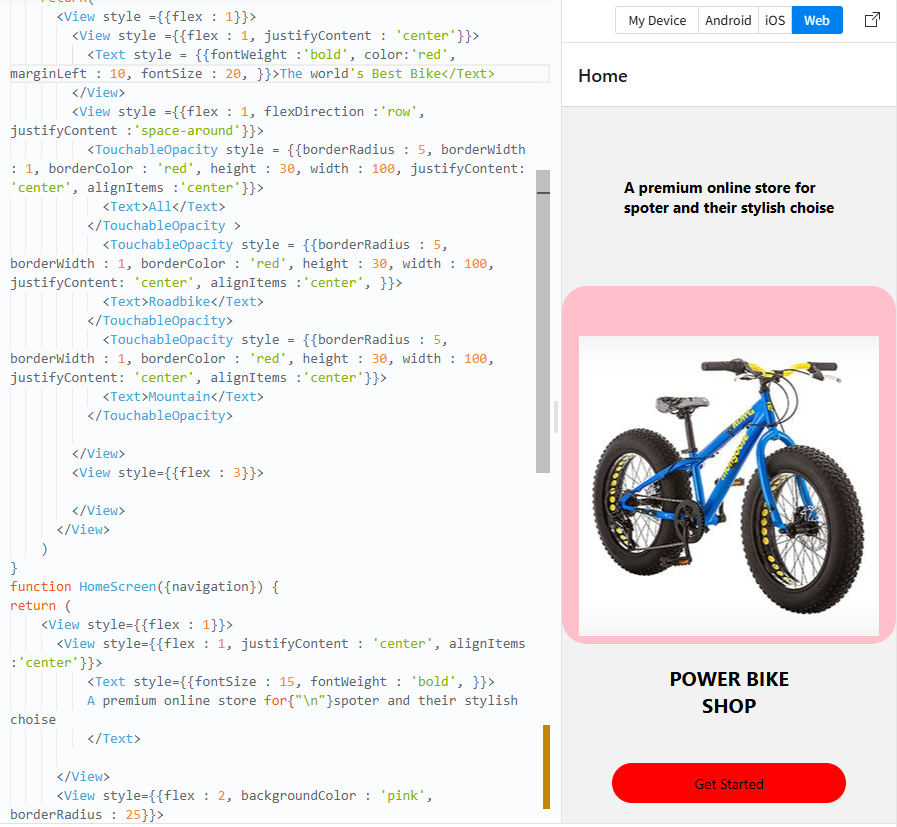 return(
<View style ={{flex : 1}}>
<View style ={{flex : 1, justifyContent : 'center'}}>
<Text style = {{fontWeight :'bold', color:'red',
marginLeft : 10, fontSize : 20, }}>The world's Best Bike</Text>
</View>
<View style ={{flex : 1, flexDirection :'row',
justifyContent :'space-around'}}>
<TouchableOpacity style = {{borderRadius : 5, borderWidth
: 1, borderColor : 'red', height : 30, width : 100, justifyContent:
'center', alignItems :'center'}}>
<Text>All</Text>
</TouchableOpacity >
<TouchableOpacity style = {{borderRadius : 5,
borderWidth : 1, borderColor : 'red', height : 30, width : 100,
justifyContent: 'center', alignItems :'center', }}>
<Text>Roadbike</Text>
</TouchableOpacity>
<TouchableOpacity style = {{borderRadius : 5,
borderWidth : 1, borderColor : 'red', height : 30, width : 100,
justifyContent: 'center', alignItems :'center'}}>
<Text>Mountain</Text>
</TouchableOpacity>
</View>
<View style={{flex : 3}}>
</View>
</View>
)
}
function HomeScreen({navigation}) {
return (
<View style={{flex : 1}}>
<View style={{flex : 1, justifyContent : 'center', alignItems
:'center'}}>
<Text style={{fontSize : 15, fontWeight : 'bold', }}>
A premium online store for{"\n"}spoter and their stylish
choise
</Text>
</View>
<View style={{flex : 2, backgroundColor : 'pink',
borderRadius : 25}}>
My Device Android iOS Web
Home
A premium online store for
spoter and their stylish choise
mongoose
POWER BIKE
SHOP
Get Started